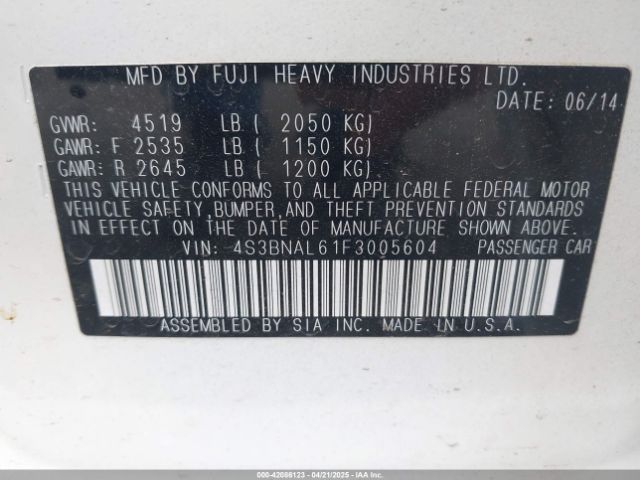 MFD BY FUJI HEAVY INDUSTRIES LTD.
DATE: 06/14
GVWR: 4519 LB ( 2050 KG)
GAWR: F 2535 LB ( 1150 KG)
GAWR: R 2645 LB ( 1200 KG)
THIS VEHICLE CONFORMS TO ALL APPLICABLE FEDERAL MOTOR
VEHICLE SAFETY, BUMPER, AND THEFT PREVENTION STANDARDS
IN EFFECT ON THE DATE OF MANUFACTURE SHOWN ABOVE.
VIN: 4S3BNAL61F3005604 PASSENGER CAR
ASSEMBLED BY SIA INC. MADE IN U.S.A.
000-42086123 - 04/21/2025 - IAAI.COM